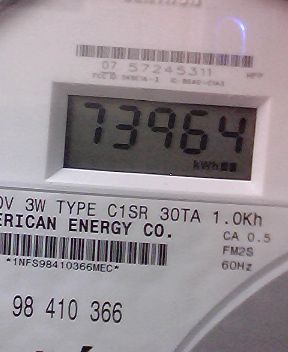 07 57245311
73964
kWh
0V 3W TYPE C1SR 30TA 1.0Kh
ERICAN ENERGY CO.
CA 0.5
FM2S
*1NFS98410366MEC*
60Hz
98 410 366